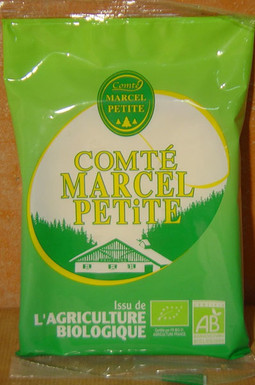 Comté
MARCEL
PETITE
COMTÉ
MARCEL
PETiTE
Issu de
L'AGRICULTURE
BIOLOGIQUE
AB